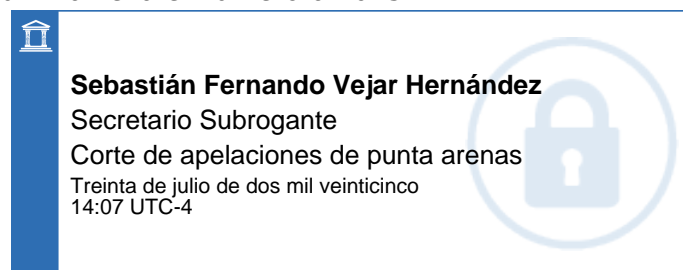 Sebastián Fernando Vejar Hernández
Secretario Subrogante
Corte de apelaciones de punta arenas
Treinta de julio de dos mil veinticinco
14:07 UTC-4